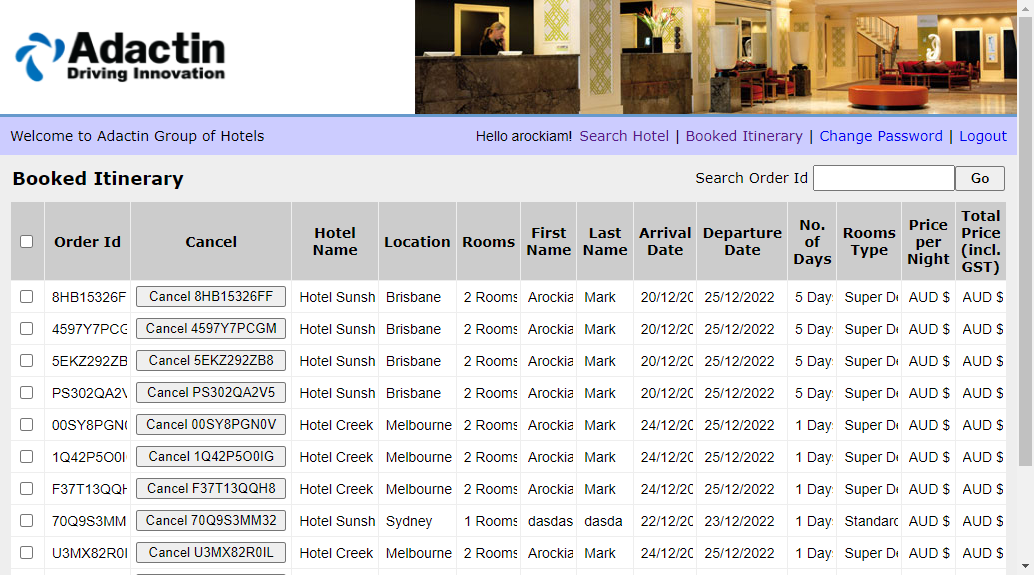 Adactin
Driving Innovation
Welcome to Adactin Group of Hotels Hello arockiam! Search Hotel | Booked Itinerary | Change Password | Logout
Booked Itinerary Search Order Id Go
Order Id Cancel Hotel Name Location Rooms First Name Last Name Arrival Date Departure Date No. of Days Rooms Type Price per Night Total Price (incl. GST)
8HB15326F Cancel 8HB15326FF Hotel Sunsh Brisbane 2 Rooms Arockia Mark 20/12/20 25/12/2022 5 Day Super De AUD $ AUD $
4597Y7PCG Cancel 4597Y7PCGM Hotel Sunsh Brisbane 2 Rooms Arockia Mark 20/12/20 25/12/2022 5 Day Super De AUD $ AUD $
5EKZ292ZB Cancel 5EKZ292ZB8 Hotel Sunsh Brisbane 2 Rooms Arockia Mark 20/12/20 25/12/2022 5 Day Super De AUD $ AUD $
PS302QA2V Cancel PS302QA2V5 Hotel Sunsh Brisbane 2 Rooms Arockia Mark 20/12/20 25/12/2022 5 Day Super De AUD $ AUD $
00SY8PGN0 Cancel 00SY8PGN0V Hotel Creek Melbourne 2 Rooms Arockia Mark 24/12/20 25/12/2022 1 Day Super De AUD $ AUD $
1Q42P5O0I Cancel 1Q42P5O0IG Hotel Creek Melbourne 2 Rooms Arockia Mark 24/12/20 25/12/2022 1 Day Super De AUD $ AUD $
F37T13QQH Cancel F37T13QQH8 Hotel Creek Melbourne 2 Rooms Arockia Mark 24/12/20 25/12/2022 1 Day Super De AUD $ AUD $
70Q9S3MM Cancel 70Q9S3MM32 Hotel Sunsh Sydney 1 Rooms dasdas dasda 22/12/20 23/12/2022 1 Day Standard AUD $ AUD $
U3MX82R0I Cancel U3MX82R0IL Hotel Creek Melbourne 2 Rooms Arockia Mark 24/12/20 25/12/2022 1 Day Super De AUD $ AUD $